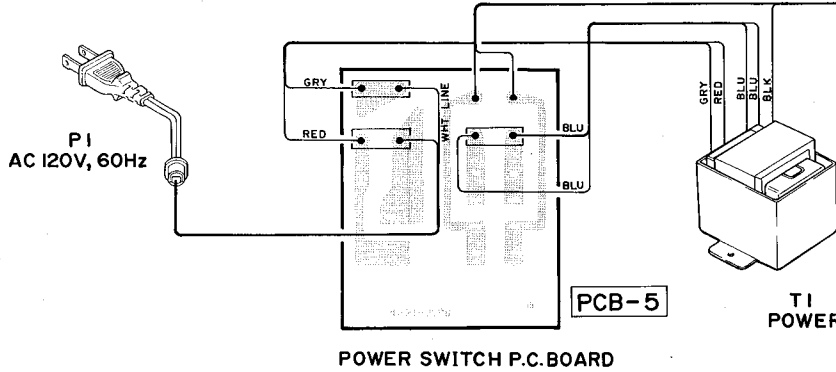 P1
AC 120V, 60Hz
GRY
RED
WHT LINE
BLU
BLU
GRY
RED
BLU
BLU
BLK
PCB-5
T1
POWER
POWER SWITCH P.C. BOARD